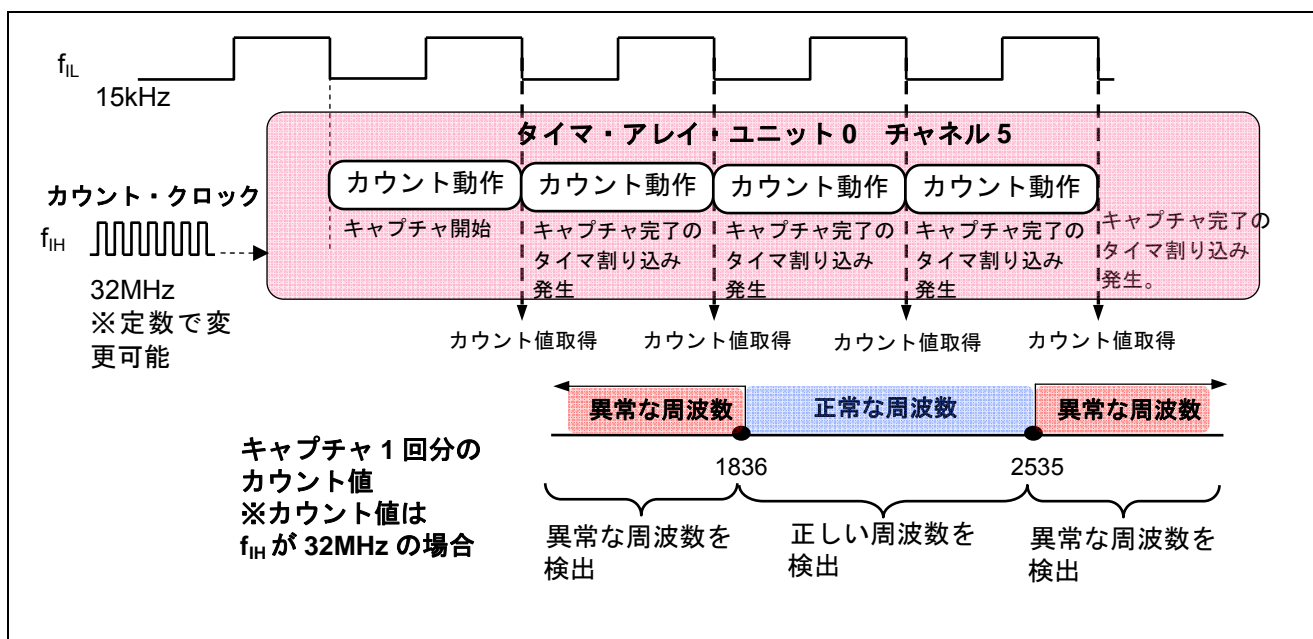 fIL
15kHz
タイマ・アレイ・ユニット0 チャネル5
カウント・クロック
fIH
32MHz
※定数で変
更可能
カウント動作
カウント動作
カウント動作
カウント動作
キャプチャ開始
キャプチャ完了の
タイマ割り込み
発生
キャプチャ完了の
タイマ割り込み
発生
キャプチャ完了の
タイマ割り込み
発生
キャプチャ完了の
タイマ割り込み
発生。
カウント値取得
カウント値取得
カウント値取得
カウント値取得
異常な周波数
正常な周波数
異常な周波数
キャプチャ1回分の
カウント値
※カウント値は
fIHが32MHzの場合
1836
2535
異常な周波数を
検出
正しい周波数を
検出
異常な周波数を
検出